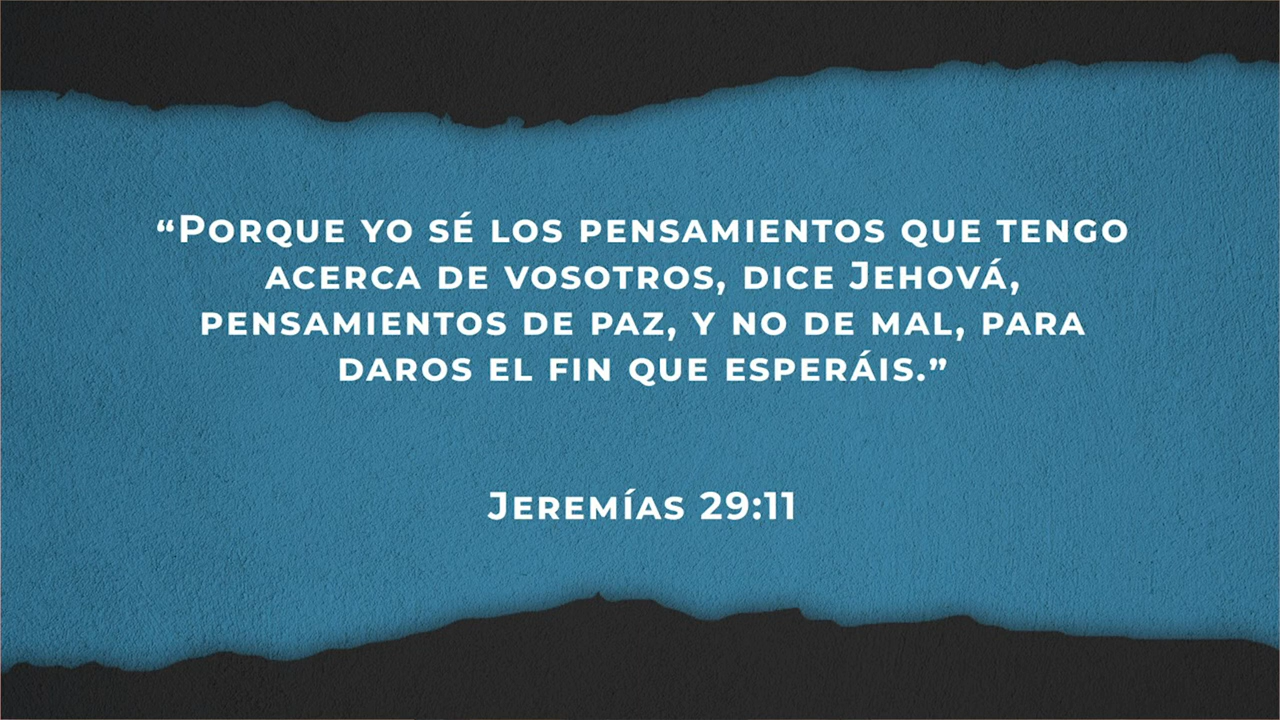 “Porque yo sé los pensamientos que tengo
acerca de vosotros, dice Jehová,
pensamientos de paz, y no de mal, para
daros el fin que esperáis.”
Jeremías 29:11